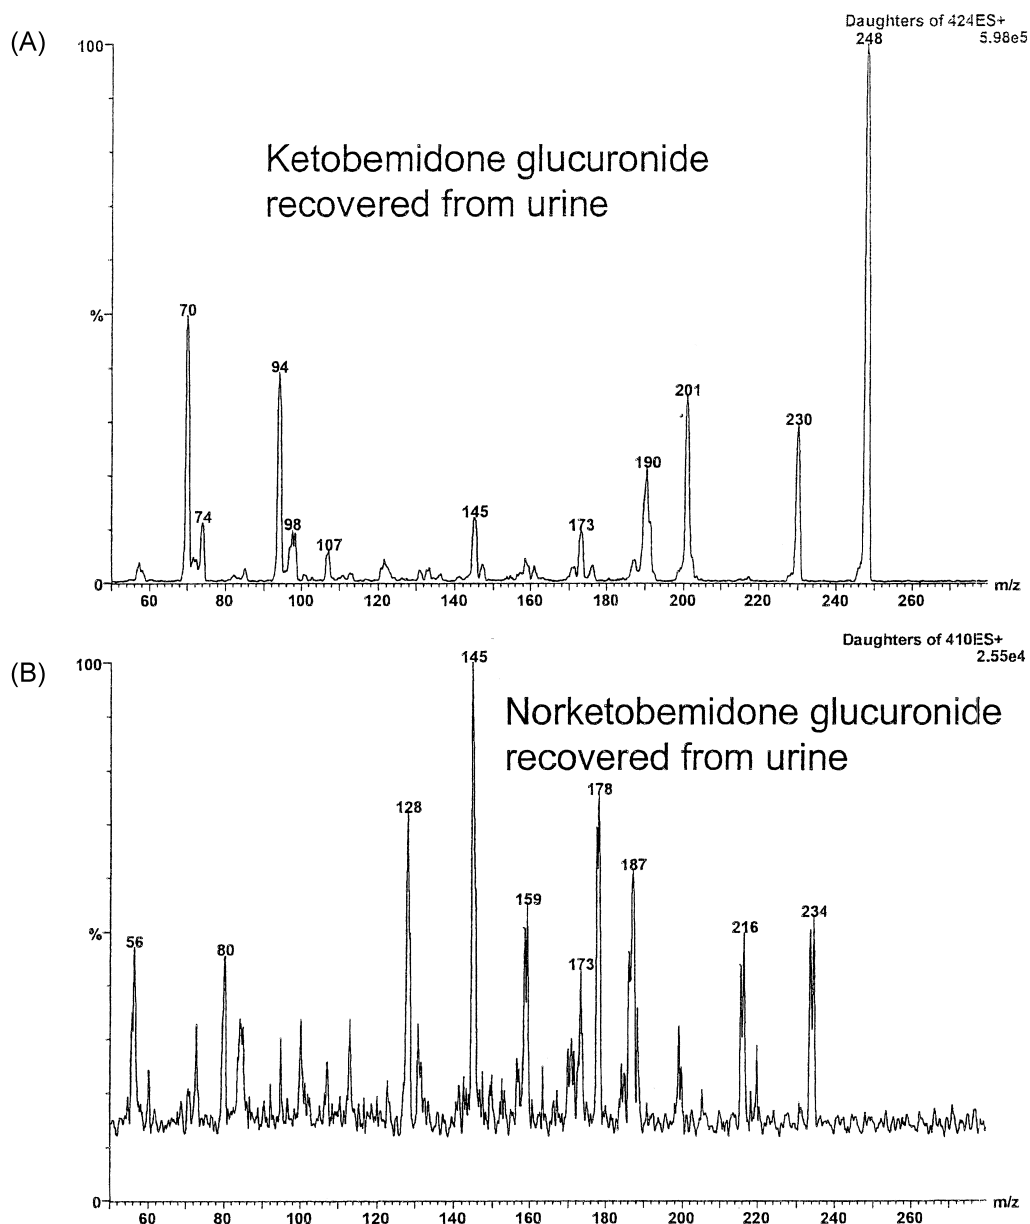 (A)
Daughters of 424ES+
5.98e5
100
248
Ketobemidone glucuronide
recovered from urine
%
70
94
201
230
190
74
98
107
145
173
0
60 80 100 120 140 160 180 200 220 240 260 m/z
(B)
Daughters of 410ES+
2.55e4
100
145
Norketobemidone glucuronide
recovered from urine
128
178
187
159
%
56
80
173
216
234
0
60 80 100 120 140 160 180 200 220 240 260 m/z